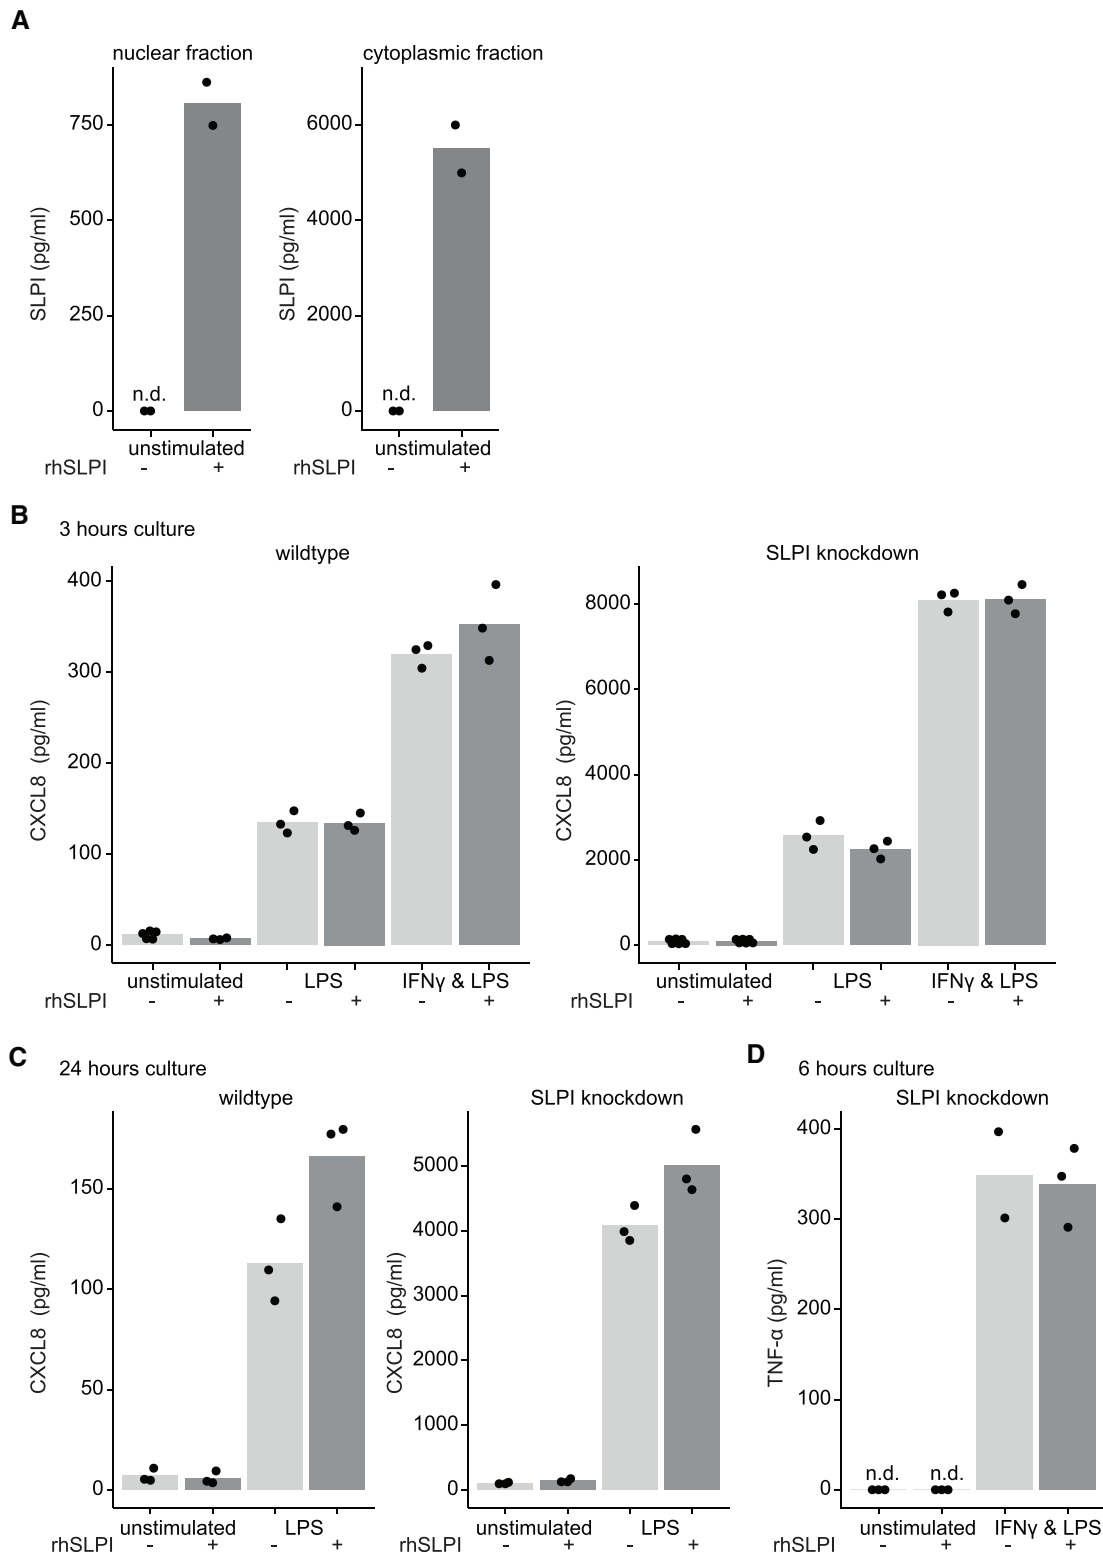 A
nuclear fraction
SLPI (pg/ml)
750
500
250
0
n.d.
unstimulated
rhSLPI - +
cytoplasmic fraction
SLPI (pg/ml)
6000
4000
2000
0
n.d.
unstimulated
rhSLPI - +
B
3 hours culture
wildtype
CXCL8 (pg/ml)
400
300
200
100
0
unstimulated LPS IFNγ & LPS
rhSLPI - + - + - +
SLPI knockdown
CXCL8 (pg/ml)
8000
6000
4000
2000
0
unstimulated LPS IFNγ & LPS
rhSLPI - + - + - +
C
24 hours culture
wildtype
CXCL8 (pg/ml)
150
100
50
0
unstimulated LPS
rhSLPI - + - +
SLPI knockdown
CXCL8 (pg/ml)
5000
4000
3000
2000
1000
0
unstimulated LPS
rhSLPI - + - +
D
6 hours culture
SLPI knockdown
TNF-α (pg/ml)
400
300
200
100
0
n.d. n.d.
unstimulated IFNγ & LPS
rhSLPI - + - +